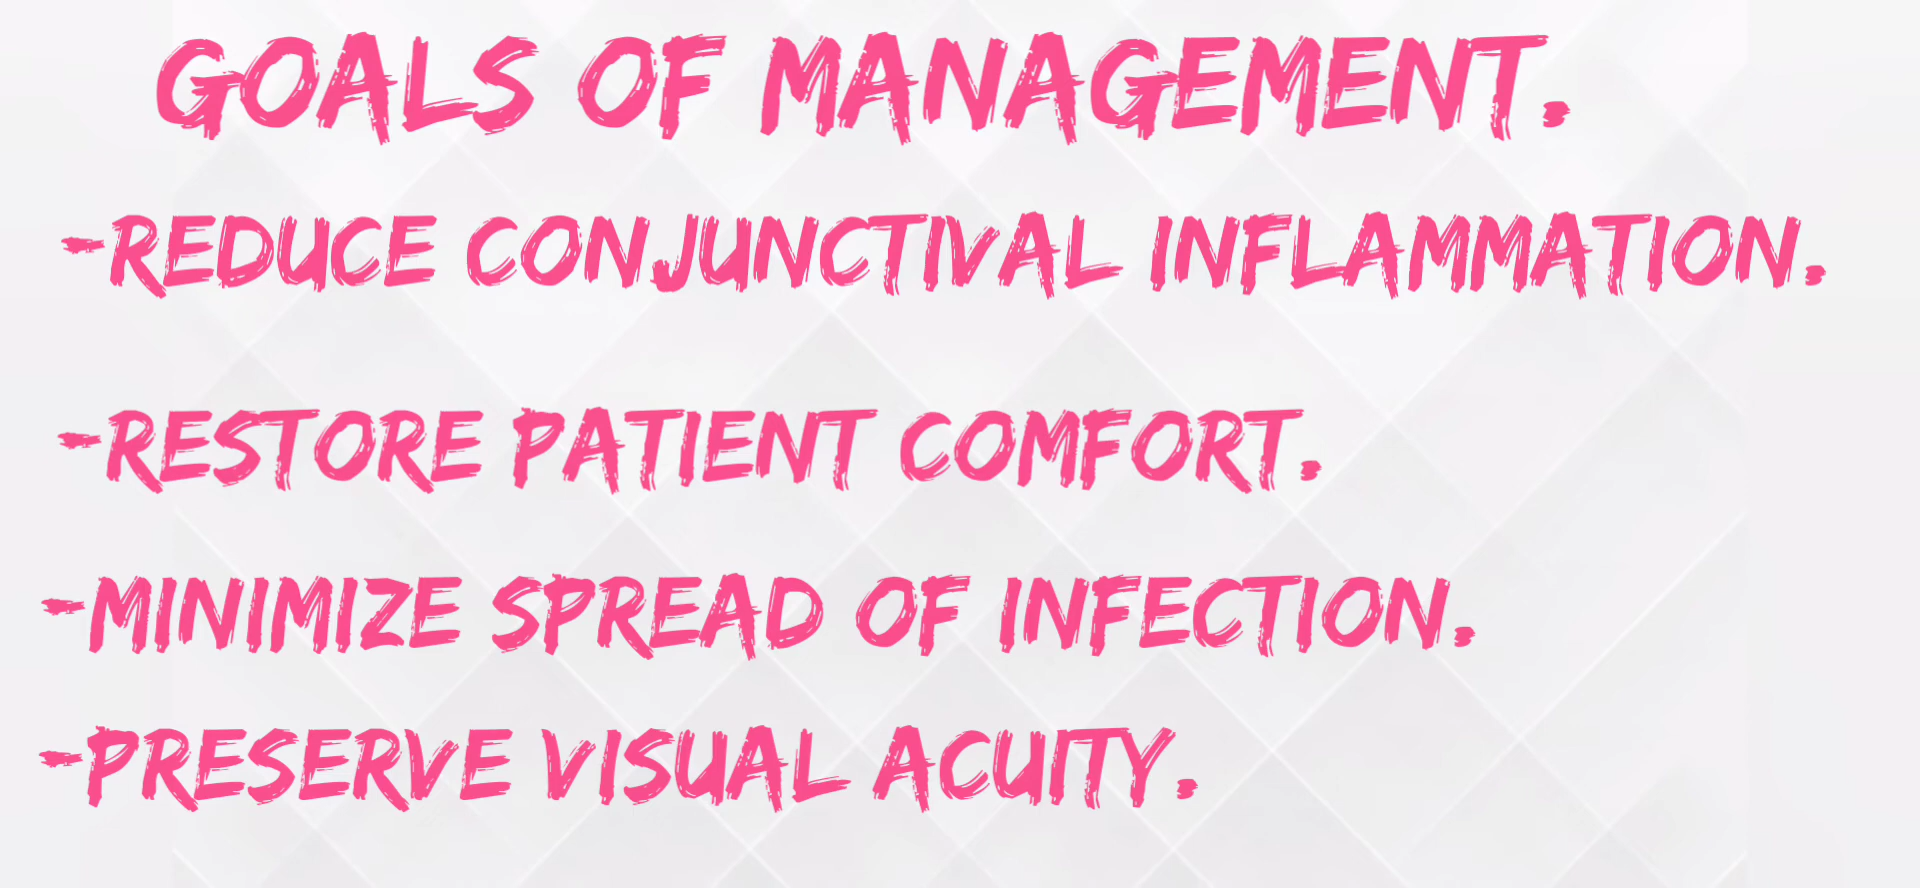 GOALS OF MANAGEMENT.
-REDUCE CONJUNCTIVAL INFLAMMATION.
-RESTORE PATIENT COMFORT.
-MINIMIZE SPREAD OF INFECTION.
-PRESERVE VISUAL ACUITY.